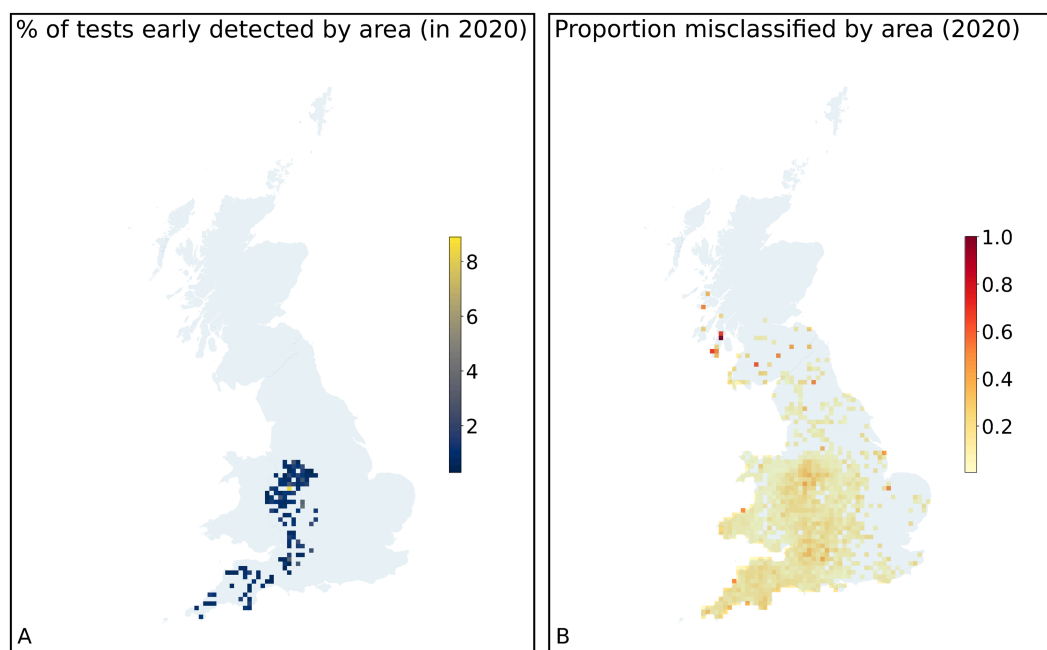 % of tests early detected by area (in 2020)
8
6
4
2
A
Proportion misclassified by area (2020)
1.0
0.8
0.6
0.4
0.2
B